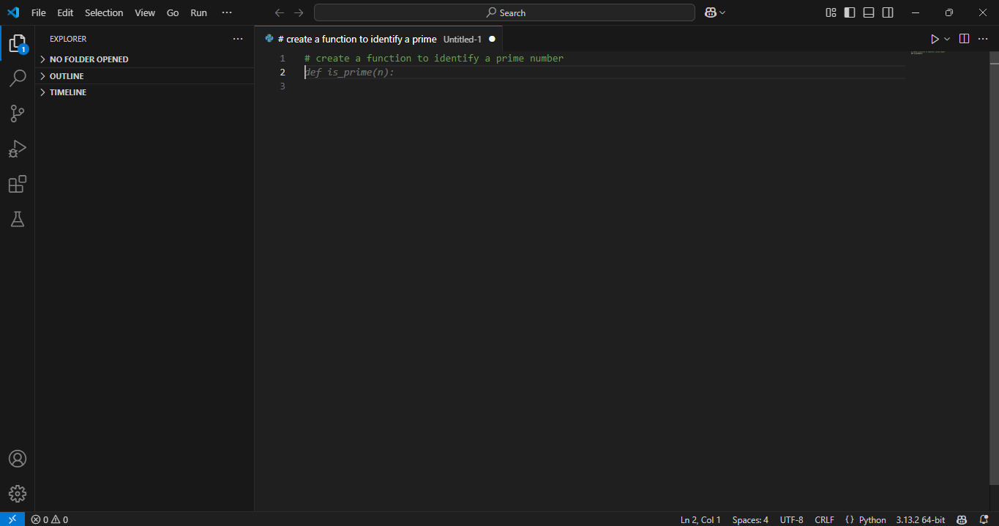 File Edit Selection View Go Run ··· Search
EXPLORER ···
NO FOLDER OPENED
OUTLINE
TIMELINE
# create a function to identify a prime Untitled-1
1 # create a function to identify a prime number
2 def is_prime(n):
3
1
0 0 Ln 2, Col 1 Spaces: 4 UTF-8 CRLF {} Python 3.13.2 64-bit